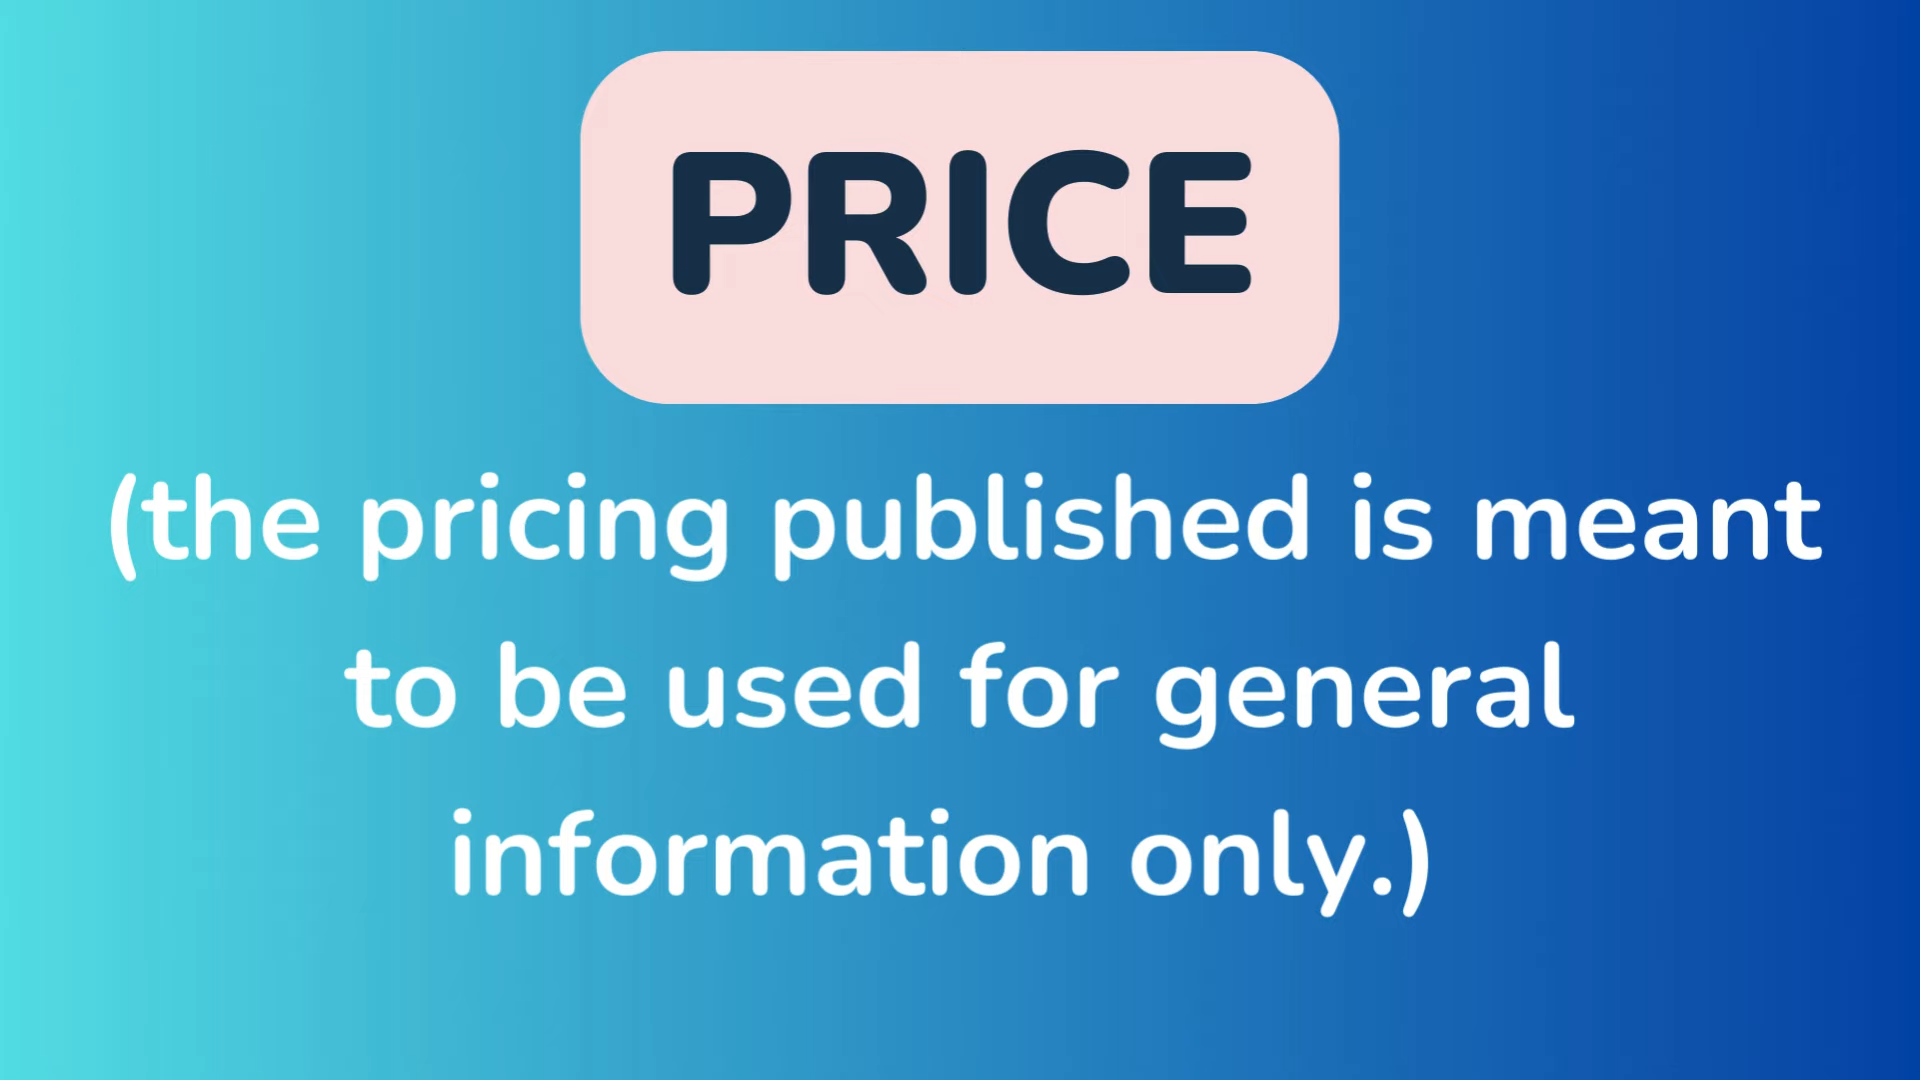 PRICE
(the pricing published is meant
to be used for general
information only.)